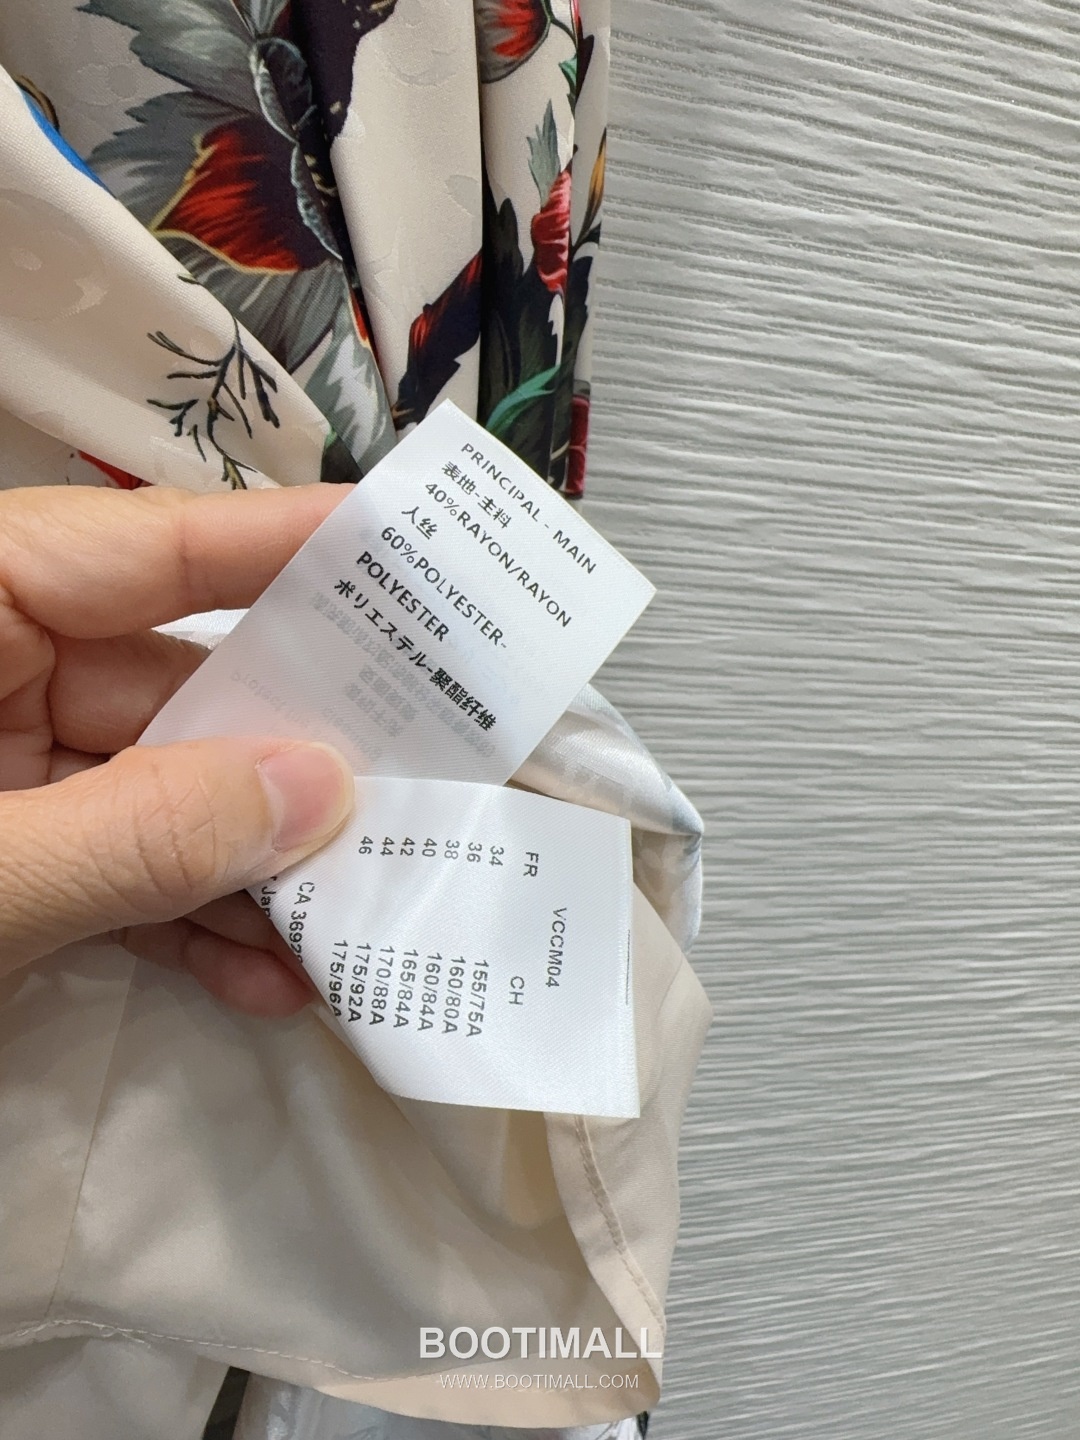 PRINCIPAL - MAIN
表地-主料
40%RAYON/RAYON
人丝
60%POLYESTER-
POLYESTER
ポリエステル-聚酯纤维
VCCM04
FR CH
34 155/75A
36 160/80A
38 160/84A
40 165/84A
42 170/88A
44 175/92A
46 175/96A
CA 3692
BOOTIMALL
WWW.BOOTIMALL.COM